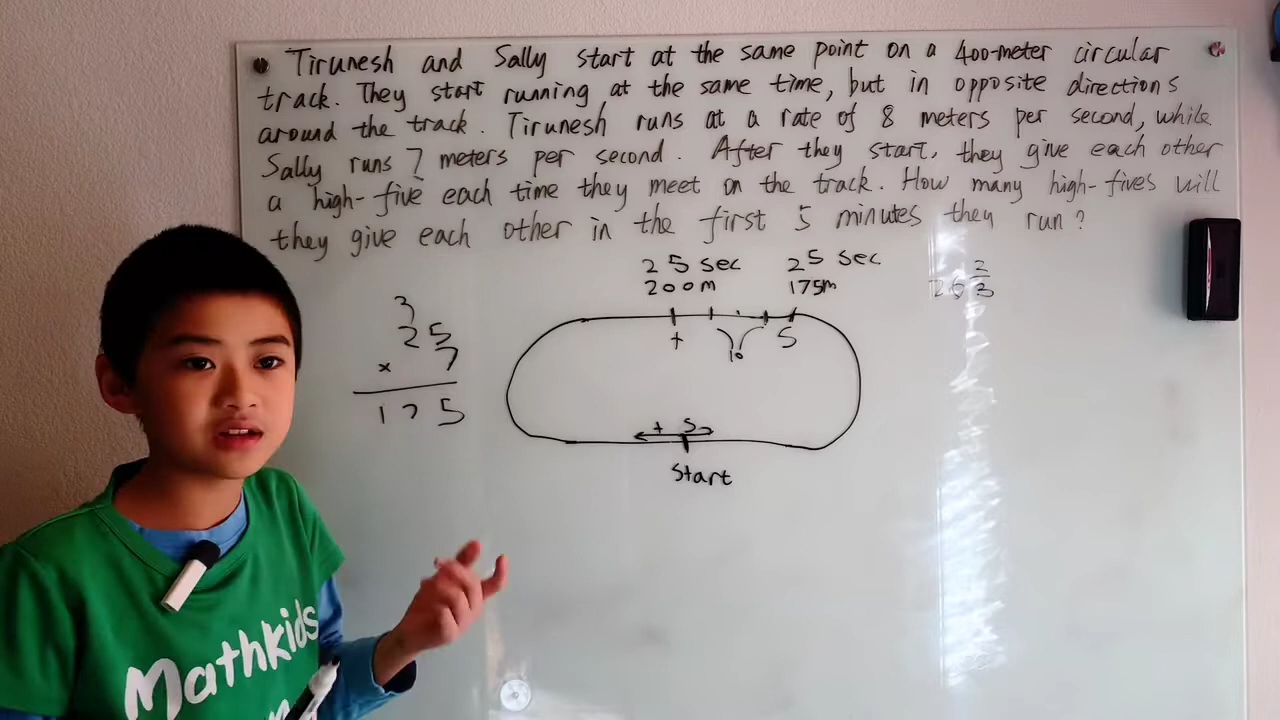 Tirunesh and Sally start at the same point on a 400-meter circular
track. They start running at the same time, but in opposite directions
around the track. Tirunesh runs at a rate of 8 meters per second, while
Sally runs 7 meters per second. After they start, they give each other
a high-five each time they meet on the track. How many high-fives will
they give each other in the first 5 minutes they run?
25 sec 25 sec
200m 175m
26 2/3
3
25
× 7
175
+ S
10
+ S
Start
Mathkids